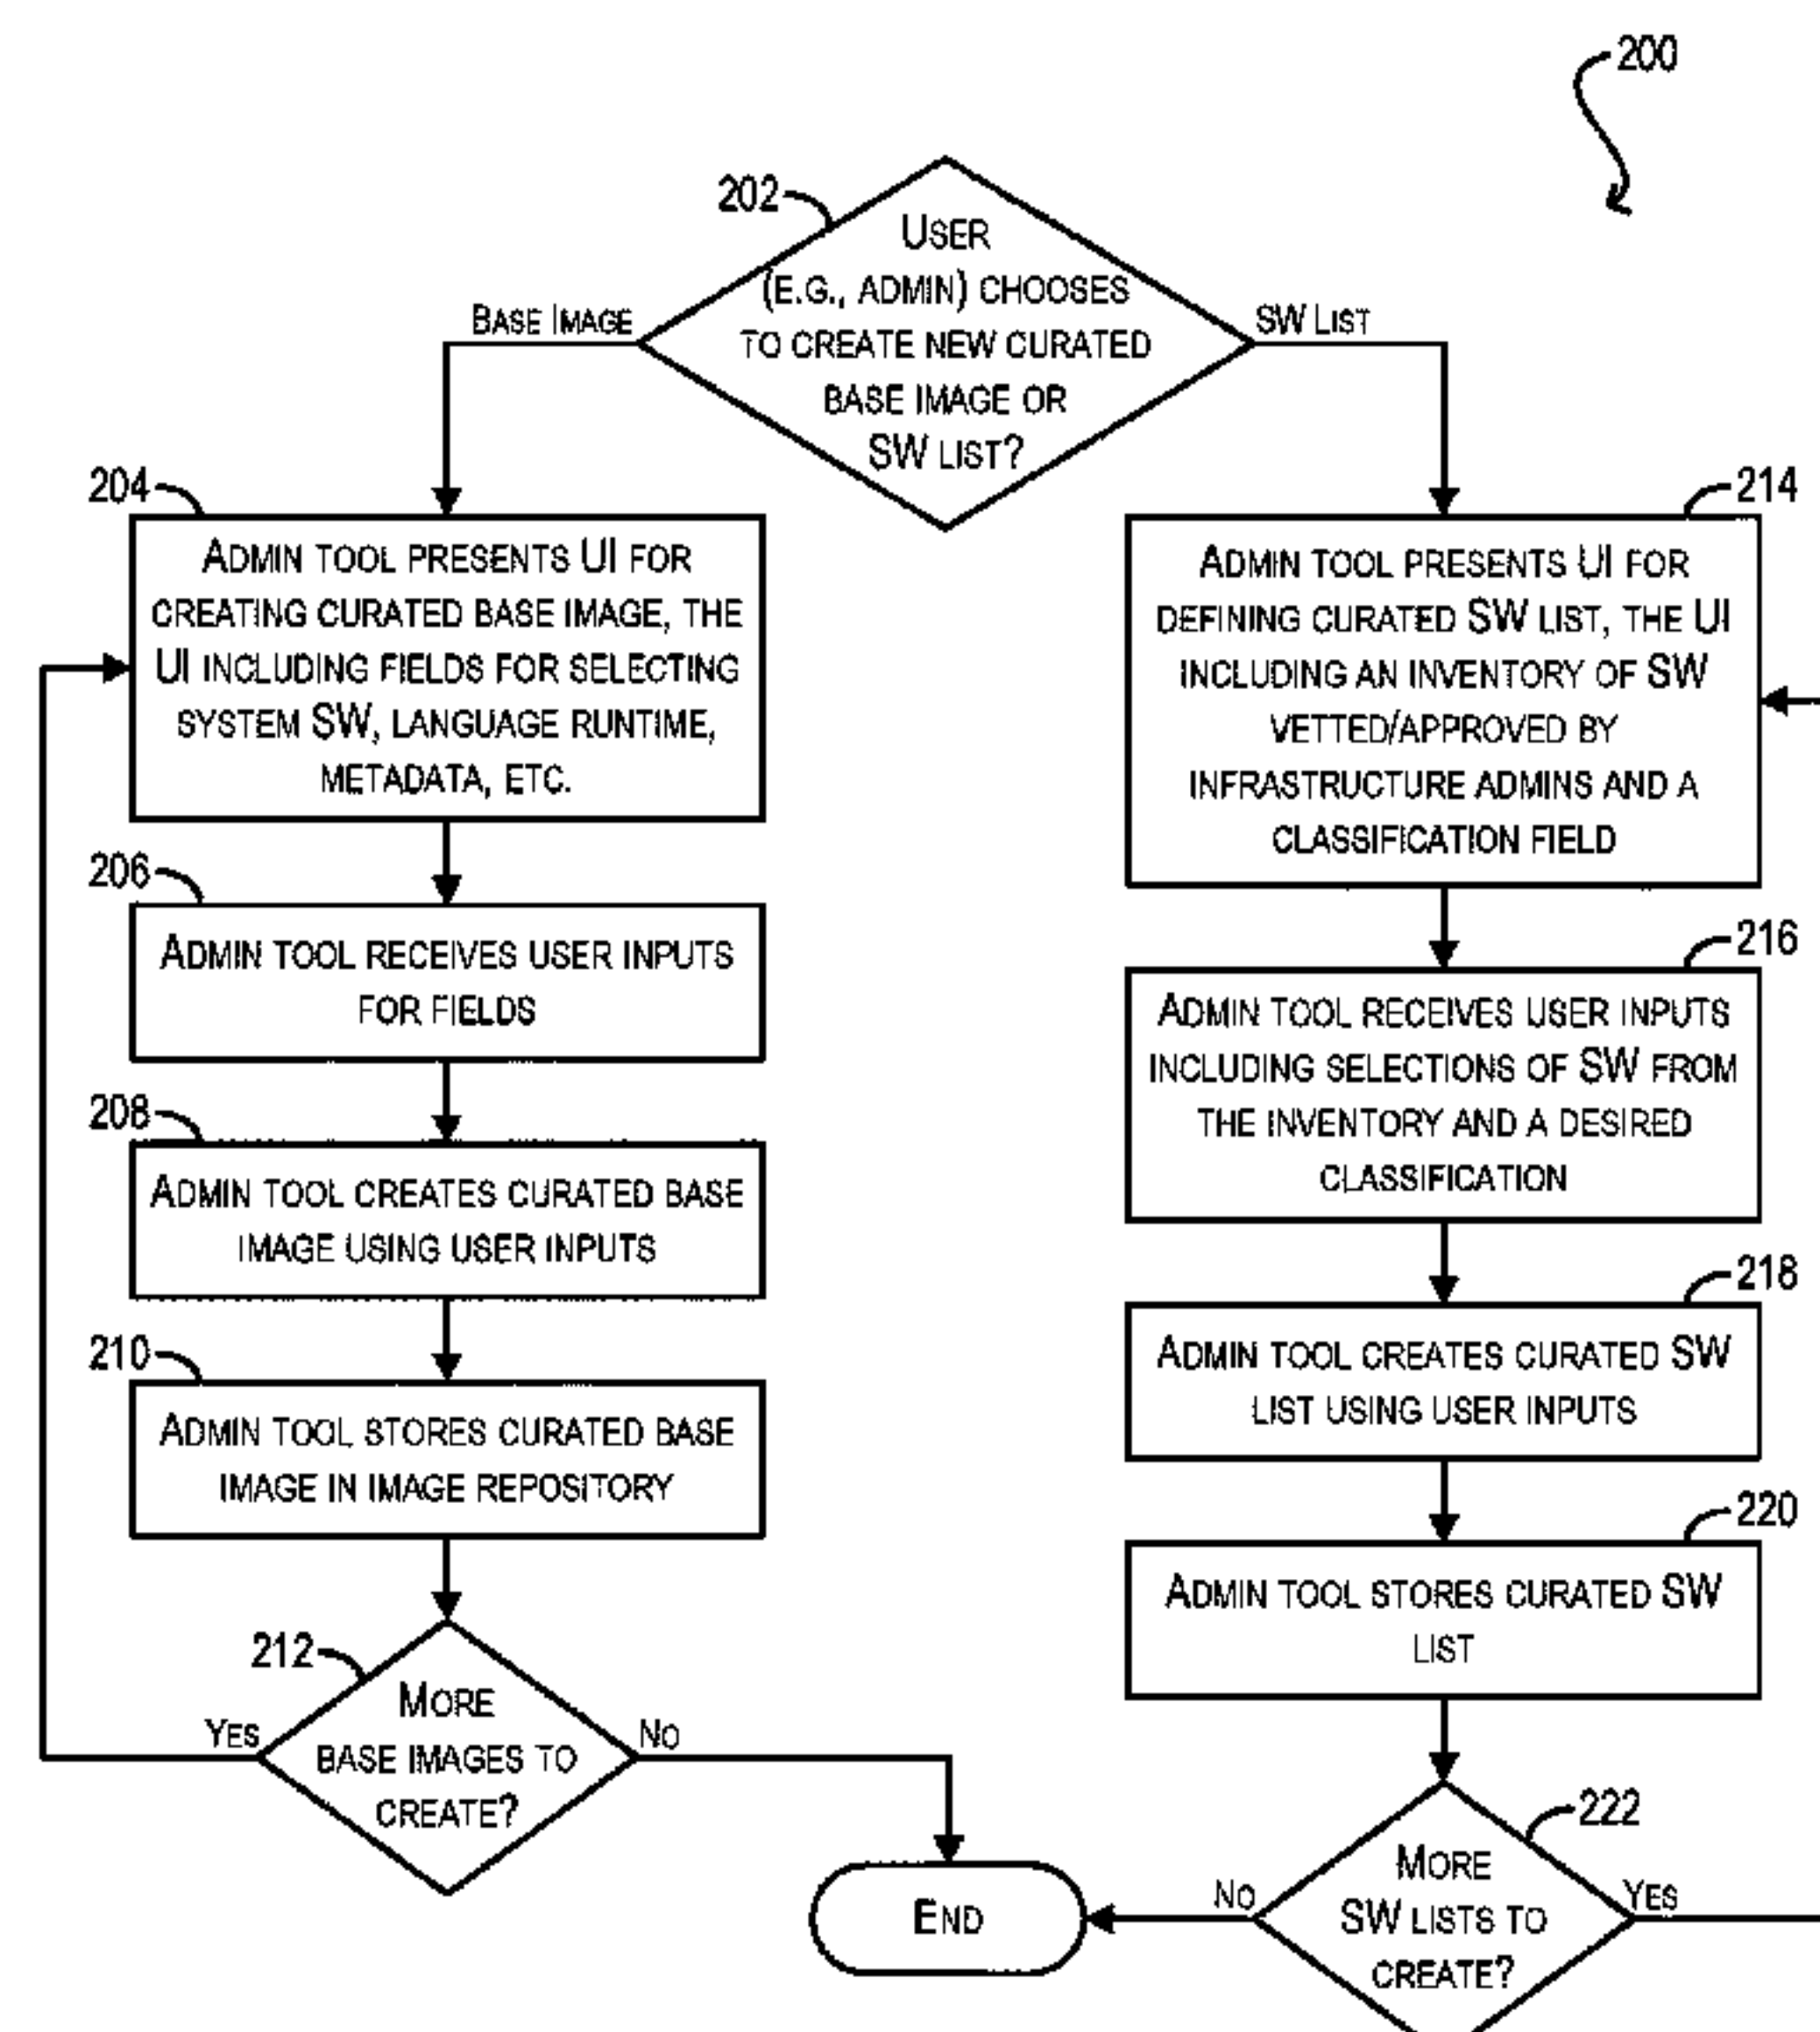 200
202
User
(e.g., admin) chooses
to create new curated
base image or
SW list?
Base Image
SW List
204
Admin tool presents UI for
creating curated base image, the
UI including fields for selecting
system SW, language runtime,
metadata, etc.
206
Admin tool receives user inputs
for fields
208
Admin tool creates curated base
image using user inputs
210
Admin tool stores curated base
image in image repository
212
More
base images to
create?
Yes
No
214
Admin tool presents UI for
defining curated SW list, the UI
including an inventory of SW
vetted/approved by
infrastructure admins and a
classification field
216
Admin tool receives user inputs
including selections of SW from
the inventory and a desired
classification
218
Admin tool creates curated SW
list using user inputs
220
Admin tool stores curated SW
list
222
More
SW lists to
create?
No
Yes
End